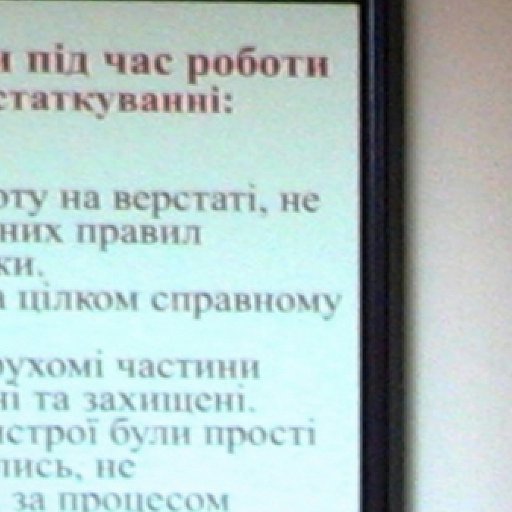 и під час роботи
статкуванні:
оту на верстаті, не
них правил
ки.
а цілком справному
рухомі частини
ні та захищені.
истрої були прості
лись, не
за процесом